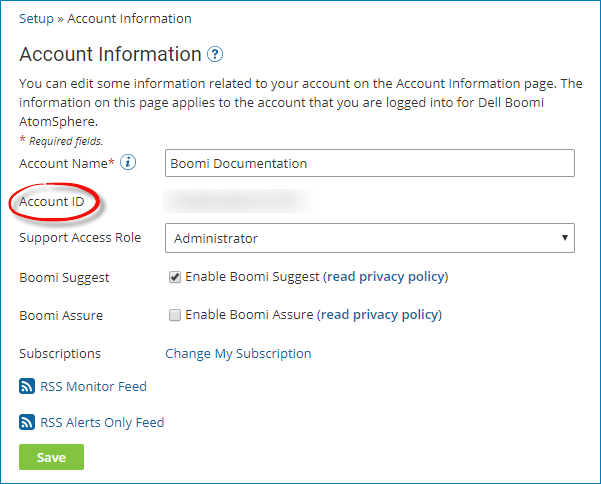 Setup » Account Information
Account Information ?
You can edit some information related to your account on the Account Information page. The
information on this page applies to the account that you are logged into for Dell Boomi
AtomSphere.
* Required fields.
Account Name* i Boomi Documentation
Account ID
Support Access Role Administrator
Boomi Suggest Enable Boomi Suggest (read privacy policy)
Boomi Assure Enable Boomi Assure (read privacy policy)
Subscriptions Change My Subscription
RSS Monitor Feed
RSS Alerts Only Feed
Save